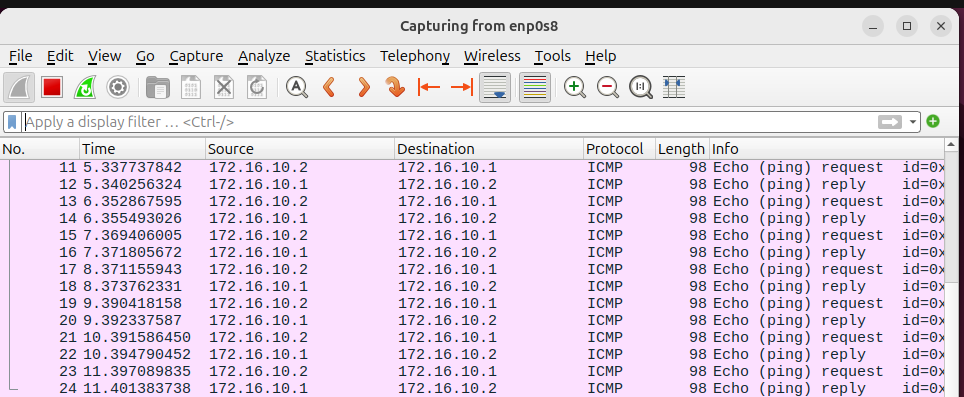 Capturing from enp0s8
File Edit View Go Capture Analyze Statistics Telephony Wireless Tools Help
Apply a display filter … <Ctrl-/>
No. Time Source Destination Protocol Length Info
11 5.337737842 172.16.10.2 172.16.10.1 ICMP 98 Echo (ping) request id=0x
12 5.340256324 172.16.10.1 172.16.10.2 ICMP 98 Echo (ping) reply id=0x
13 6.352867595 172.16.10.2 172.16.10.1 ICMP 98 Echo (ping) request id=0x
14 6.355493026 172.16.10.1 172.16.10.2 ICMP 98 Echo (ping) reply id=0x
15 7.369406005 172.16.10.2 172.16.10.1 ICMP 98 Echo (ping) request id=0x
16 7.371805672 172.16.10.1 172.16.10.2 ICMP 98 Echo (ping) reply id=0x
17 8.371155943 172.16.10.2 172.16.10.1 ICMP 98 Echo (ping) request id=0x
18 8.373762331 172.16.10.1 172.16.10.2 ICMP 98 Echo (ping) reply id=0x
19 9.390418158 172.16.10.2 172.16.10.1 ICMP 98 Echo (ping) request id=0x
20 9.392337587 172.16.10.1 172.16.10.2 ICMP 98 Echo (ping) reply id=0x
21 10.391586450 172.16.10.2 172.16.10.1 ICMP 98 Echo (ping) request id=0x
22 10.394790452 172.16.10.1 172.16.10.2 ICMP 98 Echo (ping) reply id=0x
23 11.397089835 172.16.10.2 172.16.10.1 ICMP 98 Echo (ping) request id=0x
24 11.401383738 172.16.10.1 172.16.10.2 ICMP 98 Echo (ping) reply id=0x